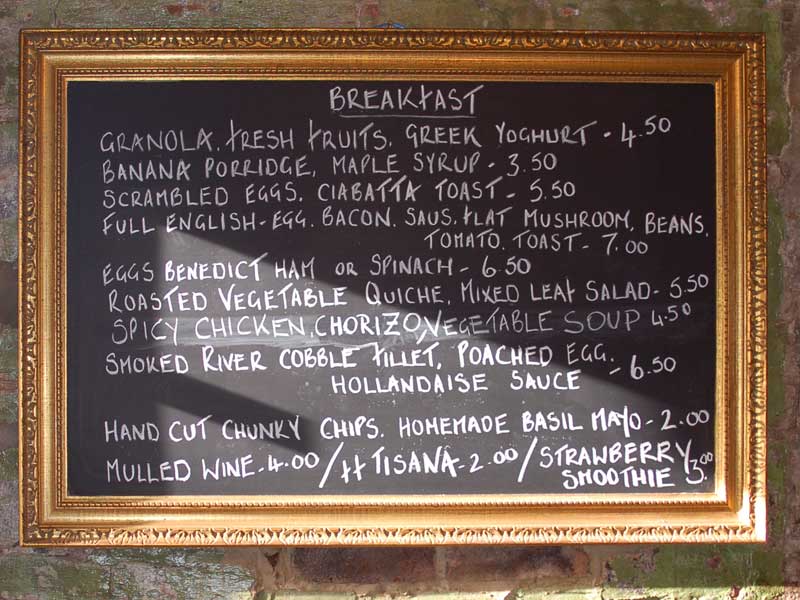 BREAKFAST
GRANOLA, FRESH FRUITS, GREEK YOGHURT - 4.50
BANANA PORRIDGE, MAPLE SYRUP - 3.50
SCRAMBLED EGGS, CIABATTA TOAST - 5.50
FULL ENGLISH - EGG, BACON, SAUS, FLAT MUSHROOM, BEANS,
TOMATO, TOAST - 7.00
EGGS BENEDICT HAM OR SPINACH - 6.50
ROASTED VEGETABLE QUICHE, MIXED LEAF SALAD - 5.50
SPICY CHICKEN, CHORIZO, VEGETABLE SOUP 4.50
SMOKED RIVER COBBLE FILLET, POACHED EGG,
HOLLANDAISE SAUCE - 6.50
HAND CUT CHUNKY CHIPS, HOMEMADE BASIL MAYO - 2.00
MULLED WINE - 4.00 / H TISANA - 2.00 / STRAWBERRY
SMOOTHIE 3.00